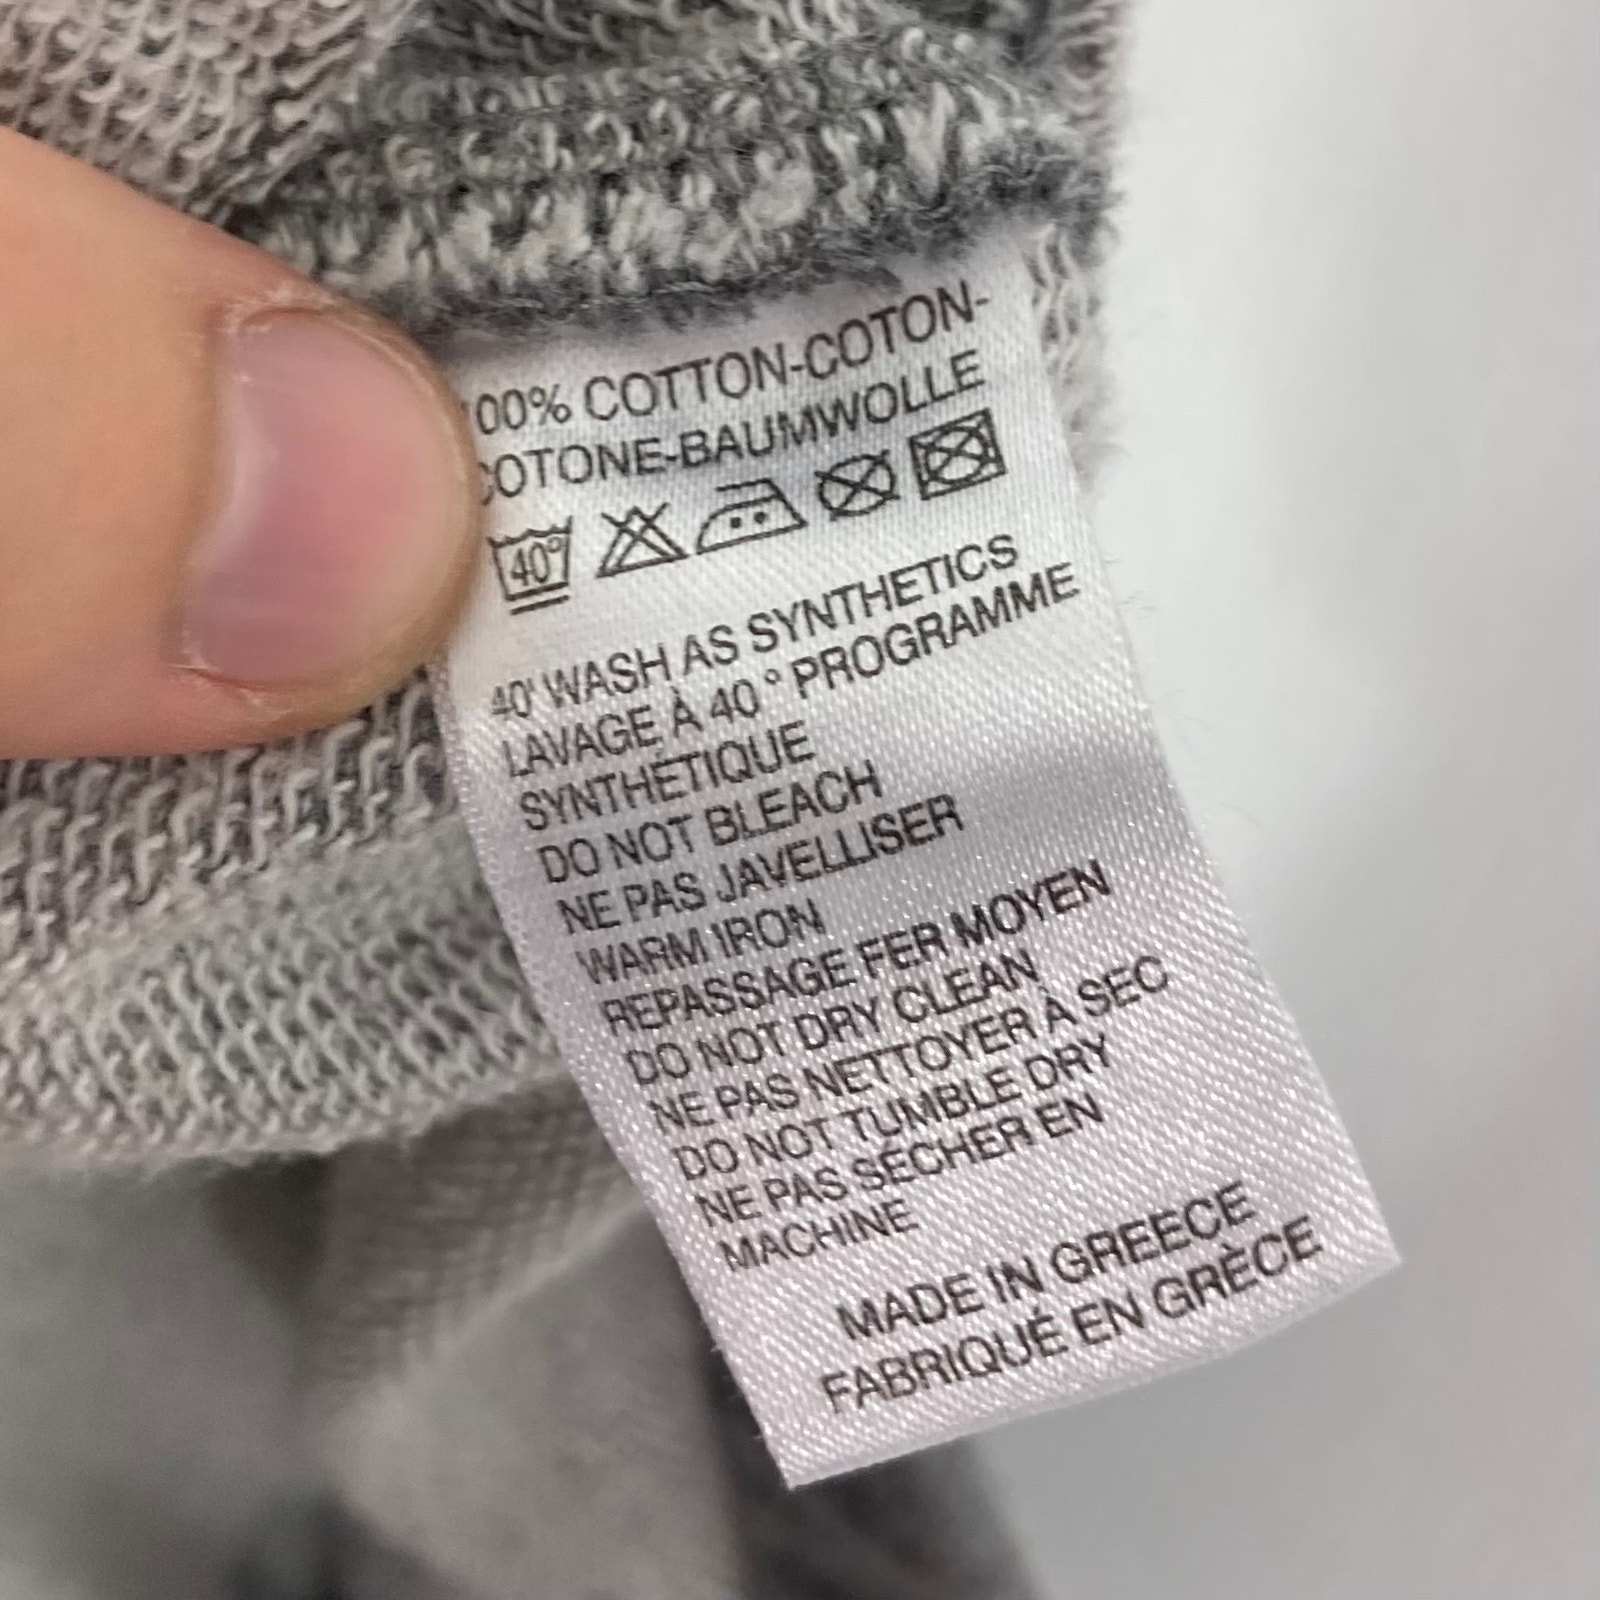 100% COTTON-COTON-
COTONE-BAUMWOLLE
40°
40' WASH AS SYNTHETICS
LAVAGE À 40° PROGRAMME
SYNTHÉTIQUE
DO NOT BLEACH
NE PAS JAVELLISER
WARM IRON
REPASSAGE FER MOYEN
DO NOT DRY CLEAN
NE PAS NETTOYER À SEC
DO NOT TUMBLE DRY
NE PAS SÉCHER EN
MACHINE
MADE IN GREECE
FABRIQUÉ EN GRÈCE